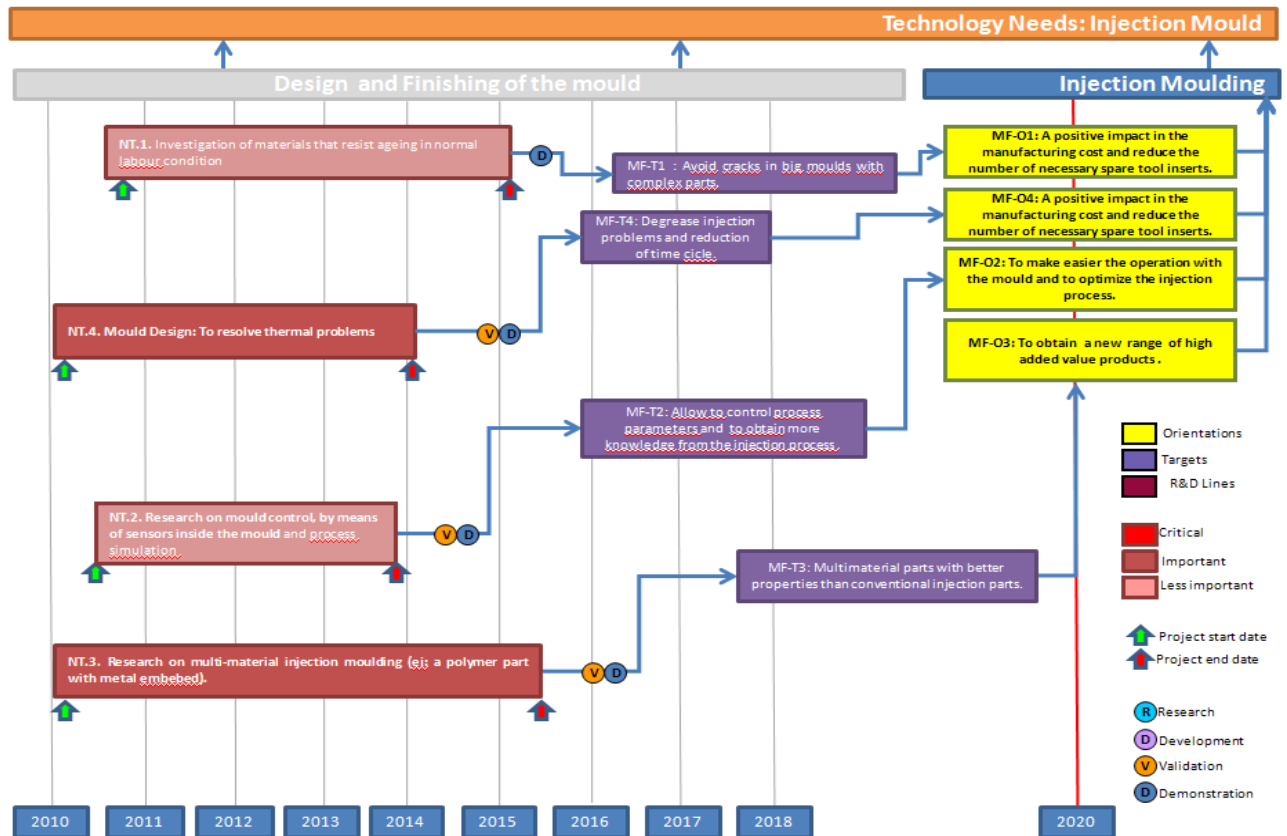 Technology Needs: Injection Mould
Design and Finishing of the mould
Injection Moulding
NT.1. Investigation of materials that resist ageing in normal
labour condition
D
MF-T1 : Avoid cracks in big moulds with
complex parts.
MF-O1: A positive impact in the
manufacturing cost and reduce the
number of necessary spare tool inserts.
MF-T4: Degrease injection
problems and reduction
of time cicle.
MF-O4: A positive impact in the
manufacturing cost and reduce the
number of necessary spare tool inserts.
MF-O2: To make easier the operation with
the mould and to optimize the injection
process.
NT.4. Mould Design: To resolve thermal problems
V D
MF-O3: To obtain a new range of high
added value products .
MF-T2: Allow to control process
parameters and to obtain more
knowledge from the injection process.
NT.2. Research on mould control, by means
of sensors inside the mould and process
simulation.
V D
MF-T3: Multimaterial parts with better
properties than conventional injection parts.
NT.3. Research on multi-material injection moulding (ej; a polymer part
with metal embebed).
V D
Orientations
Targets
R&D Lines
Critical
Important
Less important
Project start date
Project end date
R Research
D Development
V Validation
D Demonstration
2010 2011 2012 2013 2014 2015 2016 2017 2018 2020